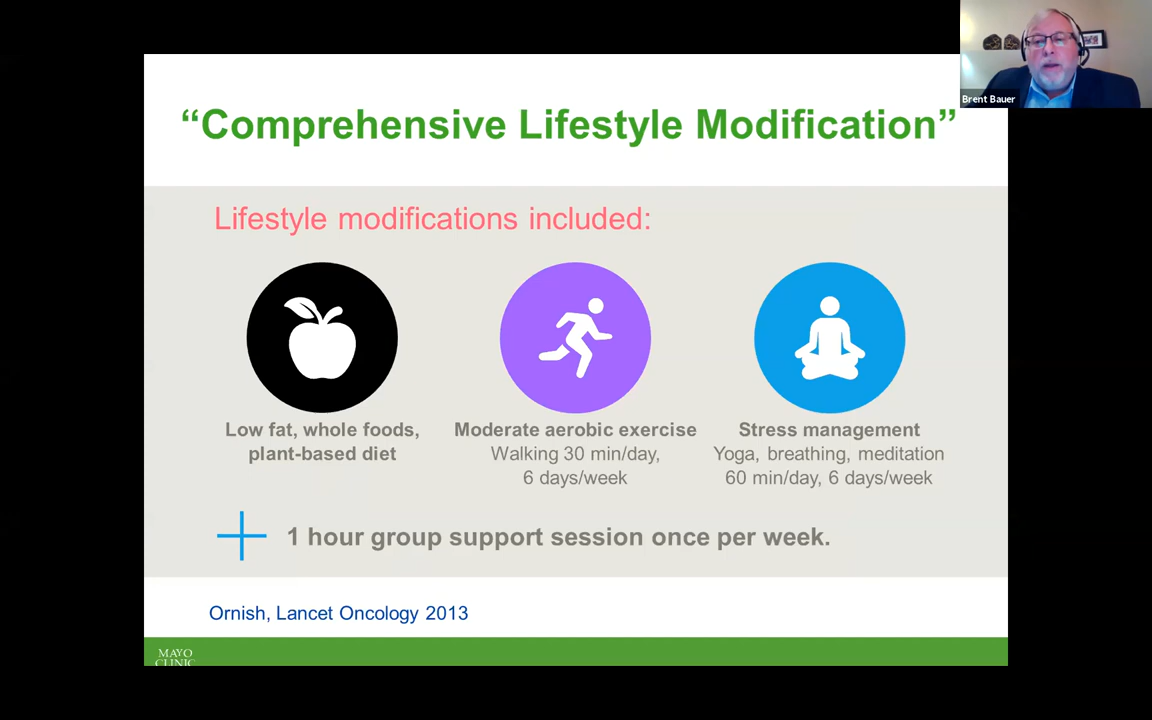 Brent Bauer
“Comprehensive Lifestyle Modification”
Lifestyle modifications included:
Low fat, whole foods,
plant-based diet
Moderate aerobic exercise
Walking 30 min/day,
6 days/week
Stress management
Yoga, breathing, meditation
60 min/day, 6 days/week
1 hour group support session once per week.
Ornish, Lancet Oncology 2013
MAYO
CLINIC